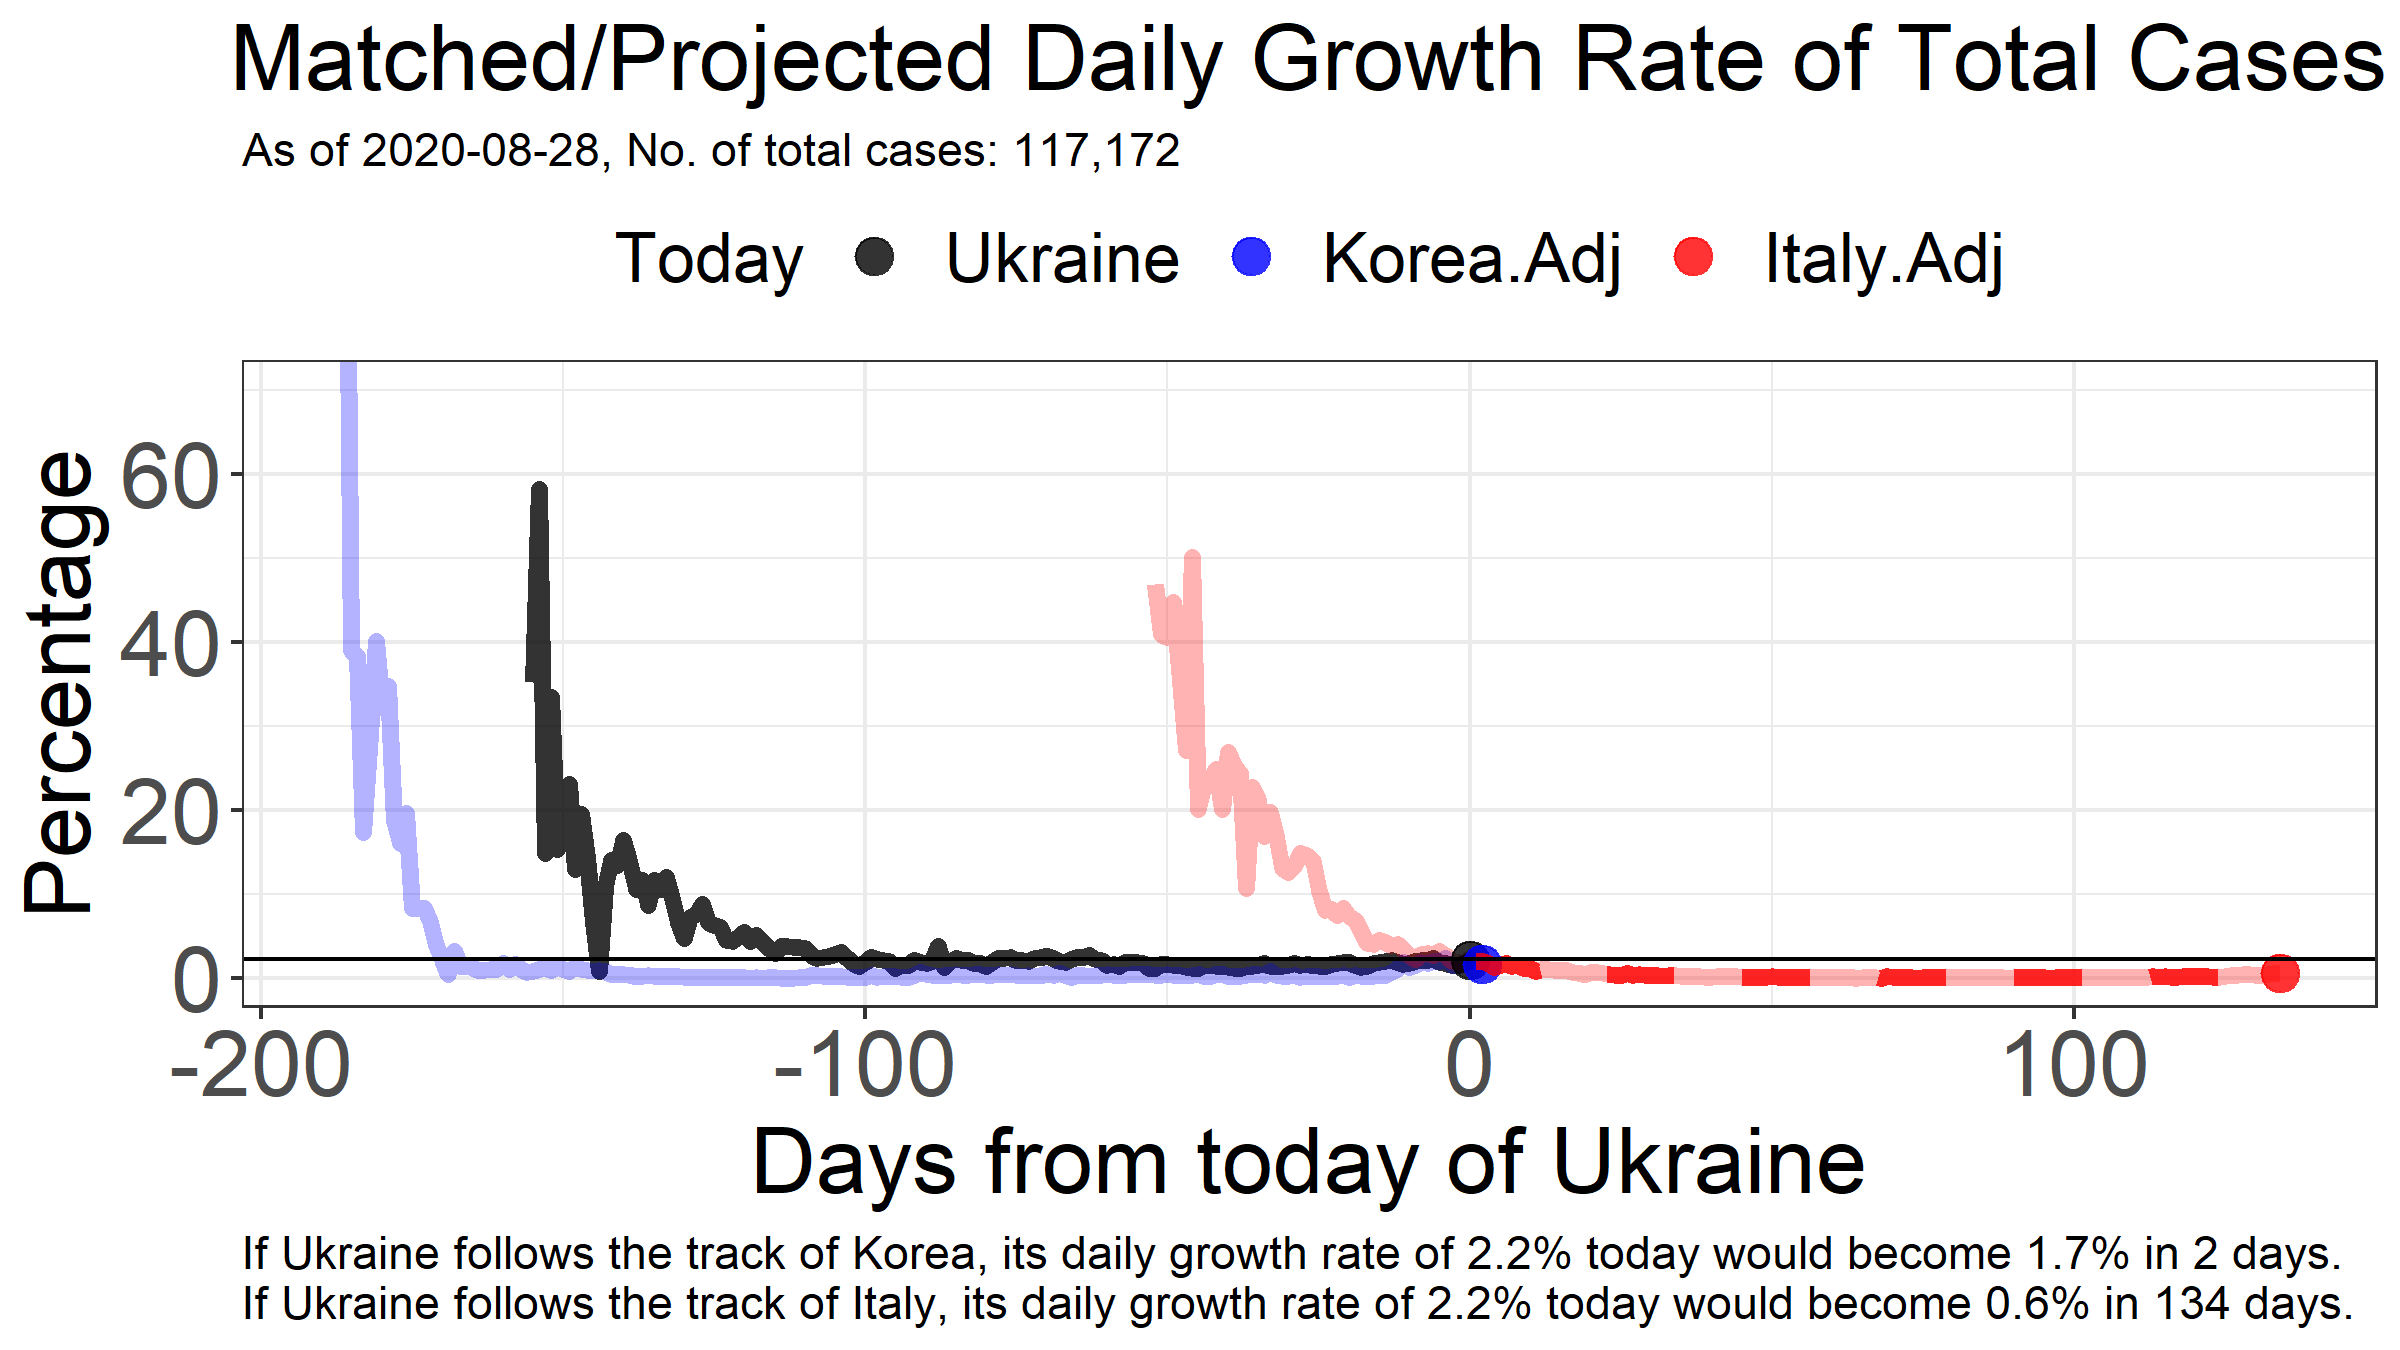 Matched/Projected Daily Growth Rate of Total Cases
As of 2020-08-28, No. of total cases: 117,172
Today Ukraine Korea.Adj Italy.Adj
Percentage
60
40
20
0
-200 -100 0 100
Days from today of Ukraine
If Ukraine follows the track of Korea, its daily growth rate of 2.2% today would become 1.7% in 2 days.
If Ukraine follows the track of Italy, its daily growth rate of 2.2% today would become 0.6% in 134 days.